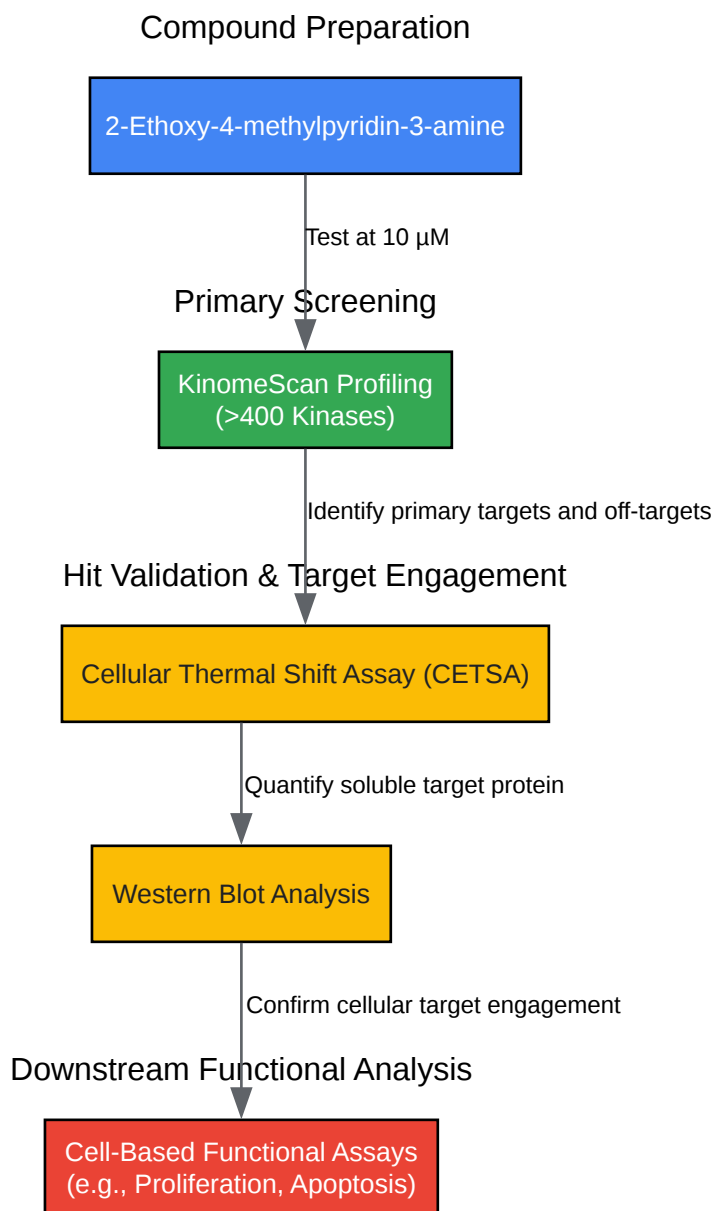 Compound Preparation
2-Ethoxy-4-methylpyridin-3-amine
Test at 10 µM
Primary Screening
KinomeScan Profiling
(>400 Kinases)
Identify primary targets and off-targets
Hit Validation & Target Engagement
Cellular Thermal Shift Assay (CETSA)
Quantify soluble target protein
Western Blot Analysis
Confirm cellular target engagement
Downstream Functional Analysis
Cell-Based Functional Assays
(e.g., Proliferation, Apoptosis)